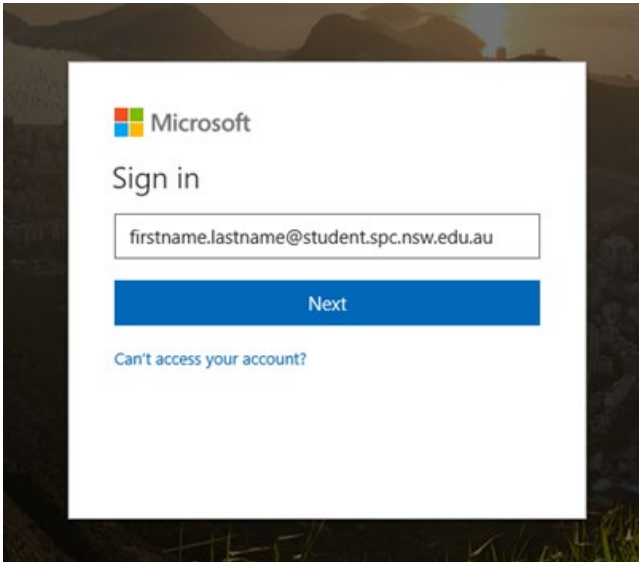 Microsoft
Sign in
firstname.lastname@student.spc.nsw.edu.au
Next
Can't access your account?